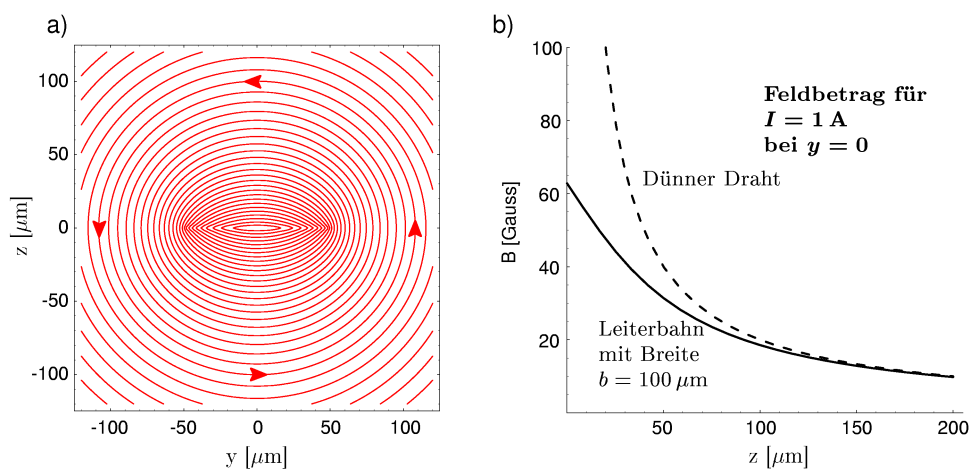 a)
100
50
0
-50
-100
z [μm]
-100
-50
0
50
100
y [μm]
b)
100
80
60
40
20
B [Gauss]
Feldbetrag für
I = 1 A
bei y = 0
Dünner Draht
Leiterbahn
mit Breite
b = 100 μm
50
100
150
200
z [μm]